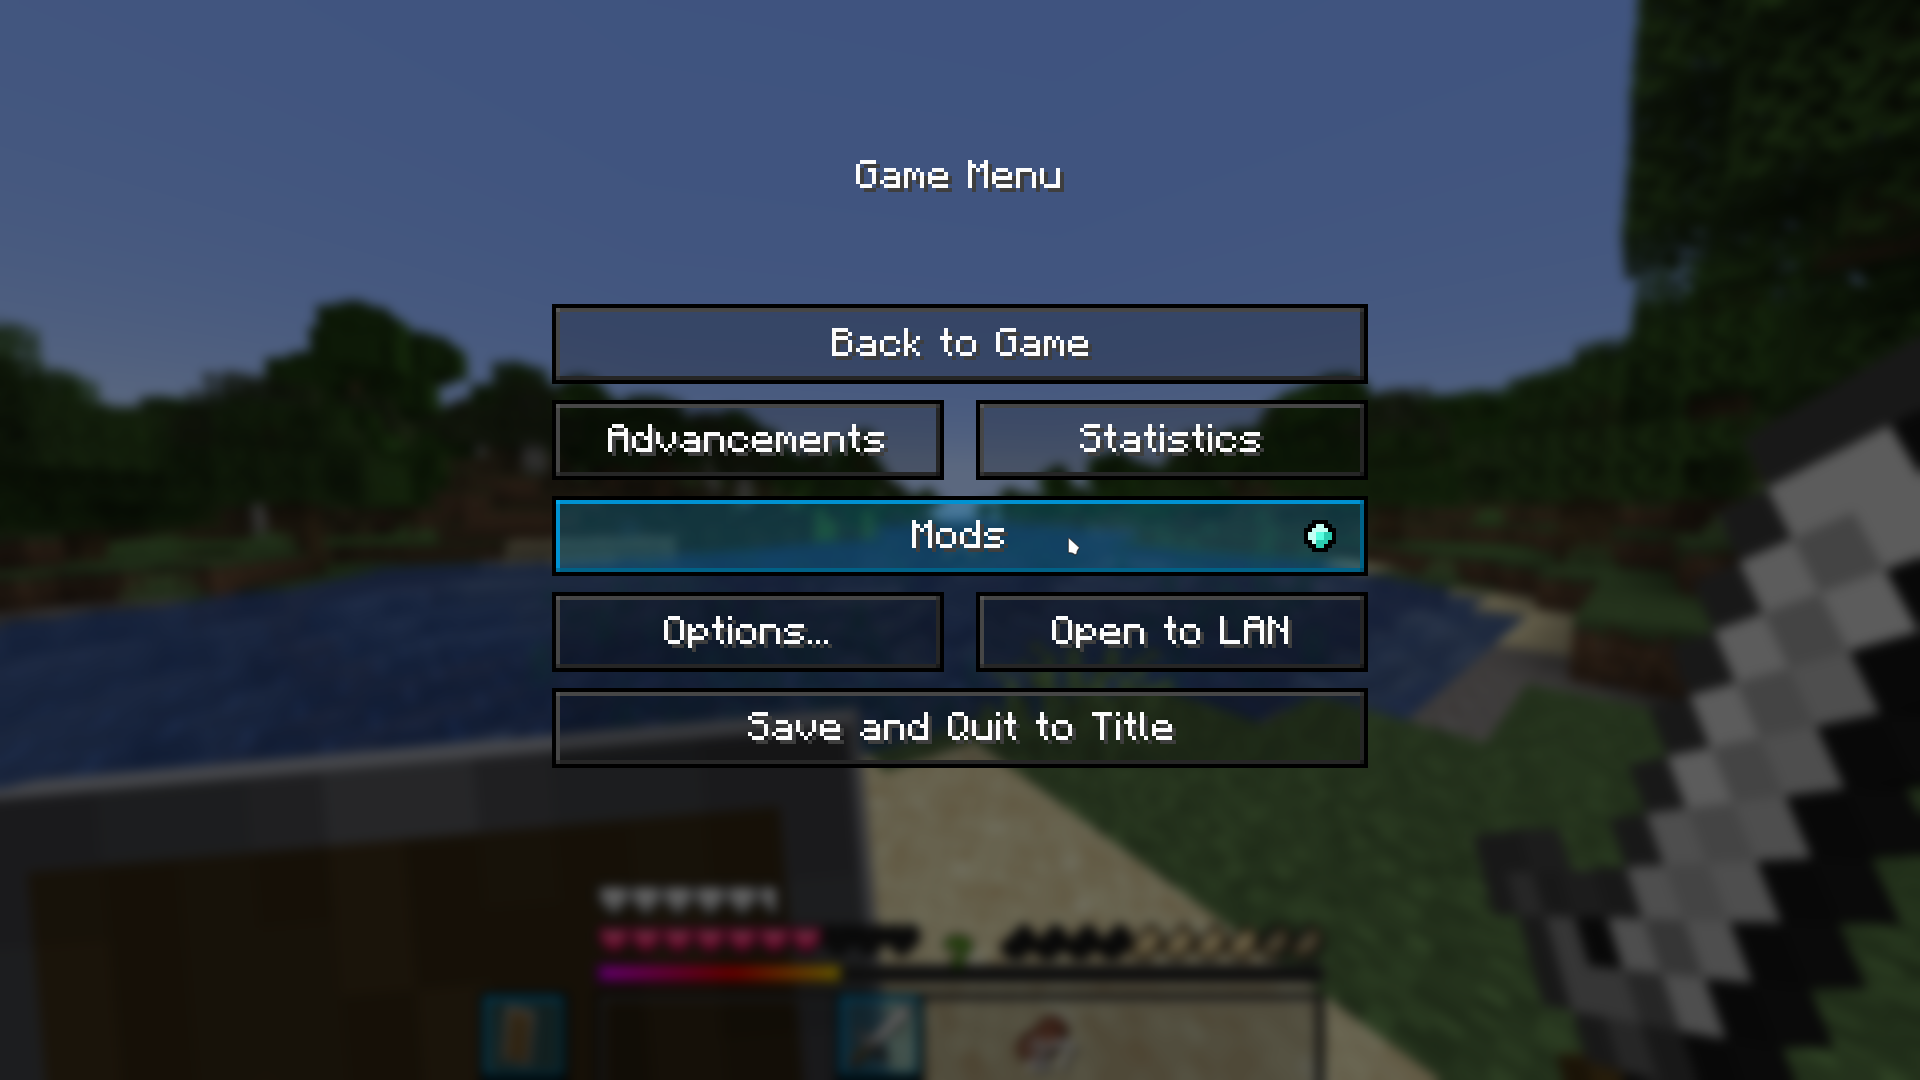 Game Menu
Back to Game
Advancements
Statistics
Mods
Options...
Open to LAN
Save and Quit to Title